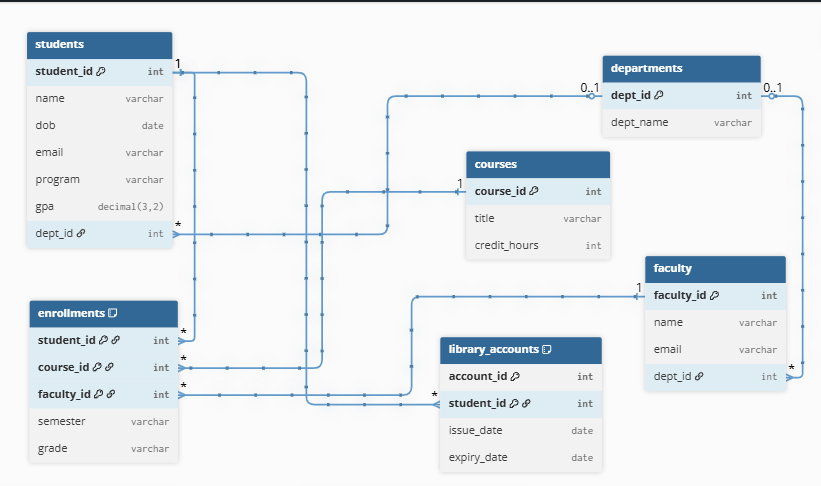 students
student_id int
name varchar
dob date
email varchar
program varchar
gpa decimal(3,2)
dept_id int
1
*
departments
dept_id int
dept_name varchar
0..1
0..1
courses
course_id int
title varchar
credit_hours int
1
faculty
faculty_id int
name varchar
email varchar
dept_id int
1
*
enrollments
student_id int
course_id int
faculty_id int
semester varchar
grade varchar
*
*
*
library_accounts
account_id int
student_id int
issue_date date
expiry_date date
*